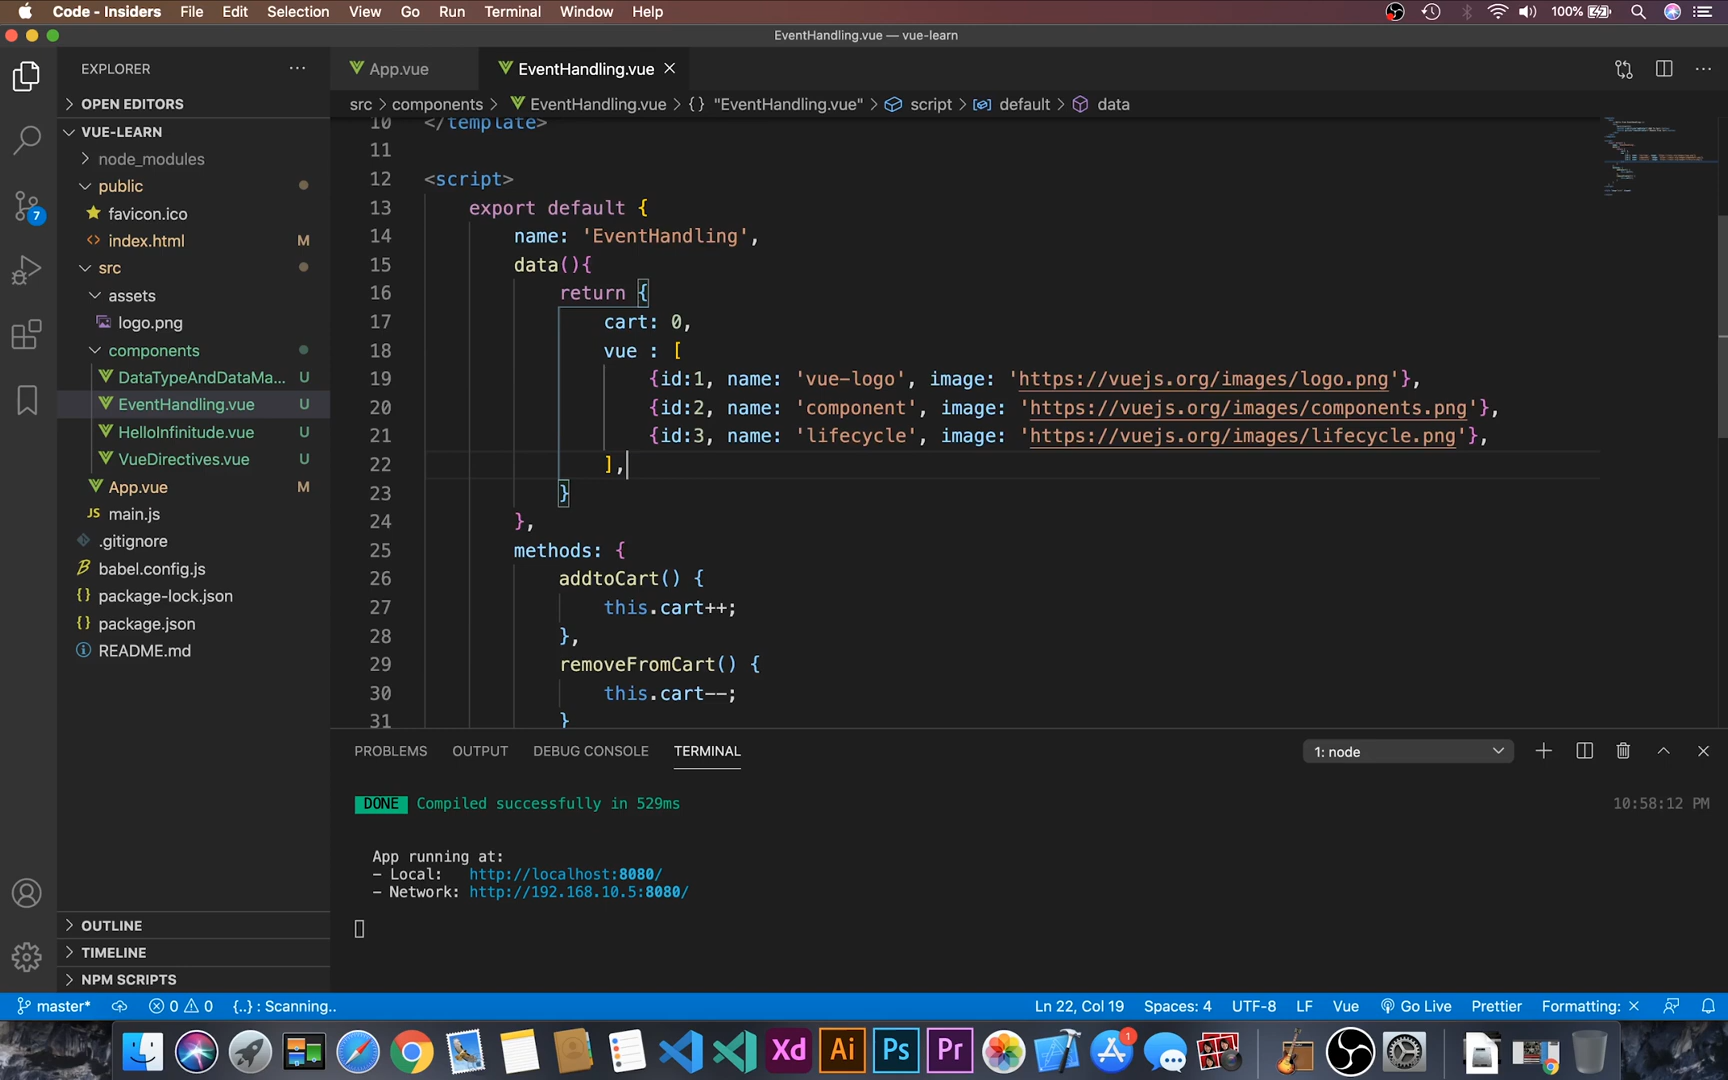 Code - Insiders File Edit Selection View Go Run Terminal Window Help 100%
EventHandling.vue — vue-learn
EXPLORER
OPEN EDITORS
VUE-LEARN
node_modules
public
favicon.ico
index.html M
src
assets
logo.png
components
DataTypeAndDataMa... U
EventHandling.vue U
HelloInfinitude.vue U
VueDirectives.vue U
App.vue M
JS main.js
.gitignore
babel.config.js
package-lock.json
package.json
README.md
OUTLINE
TIMELINE
NPM SCRIPTS
7
App.vue EventHandling.vue
src > components > EventHandling.vue > {} "EventHandling.vue" > script > default > data
10 </template>
11
12 <script>
13 export default {
14 name: 'EventHandling',
15 data(){
16 return {
17 cart: 0,
18 vue : [
19 {id:1, name: 'vue-logo', image: 'https://vuejs.org/images/logo.png'},
20 {id:2, name: 'component', image: 'https://vuejs.org/images/components.png'},
21 {id:3, name: 'lifecycle', image: 'https://vuejs.org/images/lifecycle.png'},
22 ],
23 }
24 },
25 methods: {
26 addtoCart() {
27 this.cart++;
28 },
29 removeFromCart() {
30 this.cart--;
31 }
PROBLEMS OUTPUT DEBUG CONSOLE TERMINAL 1: node
DONE Compiled successfully in 529ms 10:58:12 PM
App running at:
- Local: http://localhost:8080/
- Network: http://192.168.10.5:8080/
master* 0 0 {..} : Scanning.. Ln 22, Col 19 Spaces: 4 UTF-8 LF Vue Go Live Prettier Formatting: ×
Xd Ai Ps Pr 1